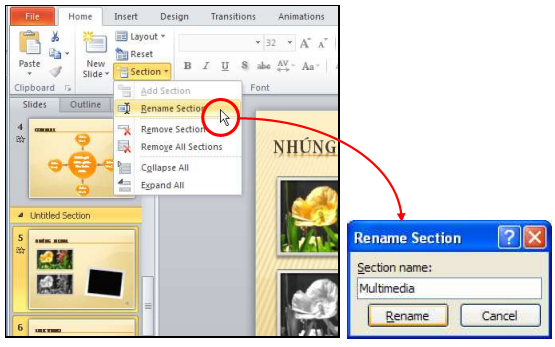 File Home Insert Design Transitions Animations
Layout
Reset
Section
Paste
New
Slide
32
A A
B I U S abc AV Aa
Clipboard
Font
Add Section
Rename Section
Remove Section
Remove All Sections
Collapse All
Expand All
Slides Outline
4
Untitled Section
5
6
NHÚNG
Rename Section
Section name:
Multimedia
Rename Cancel